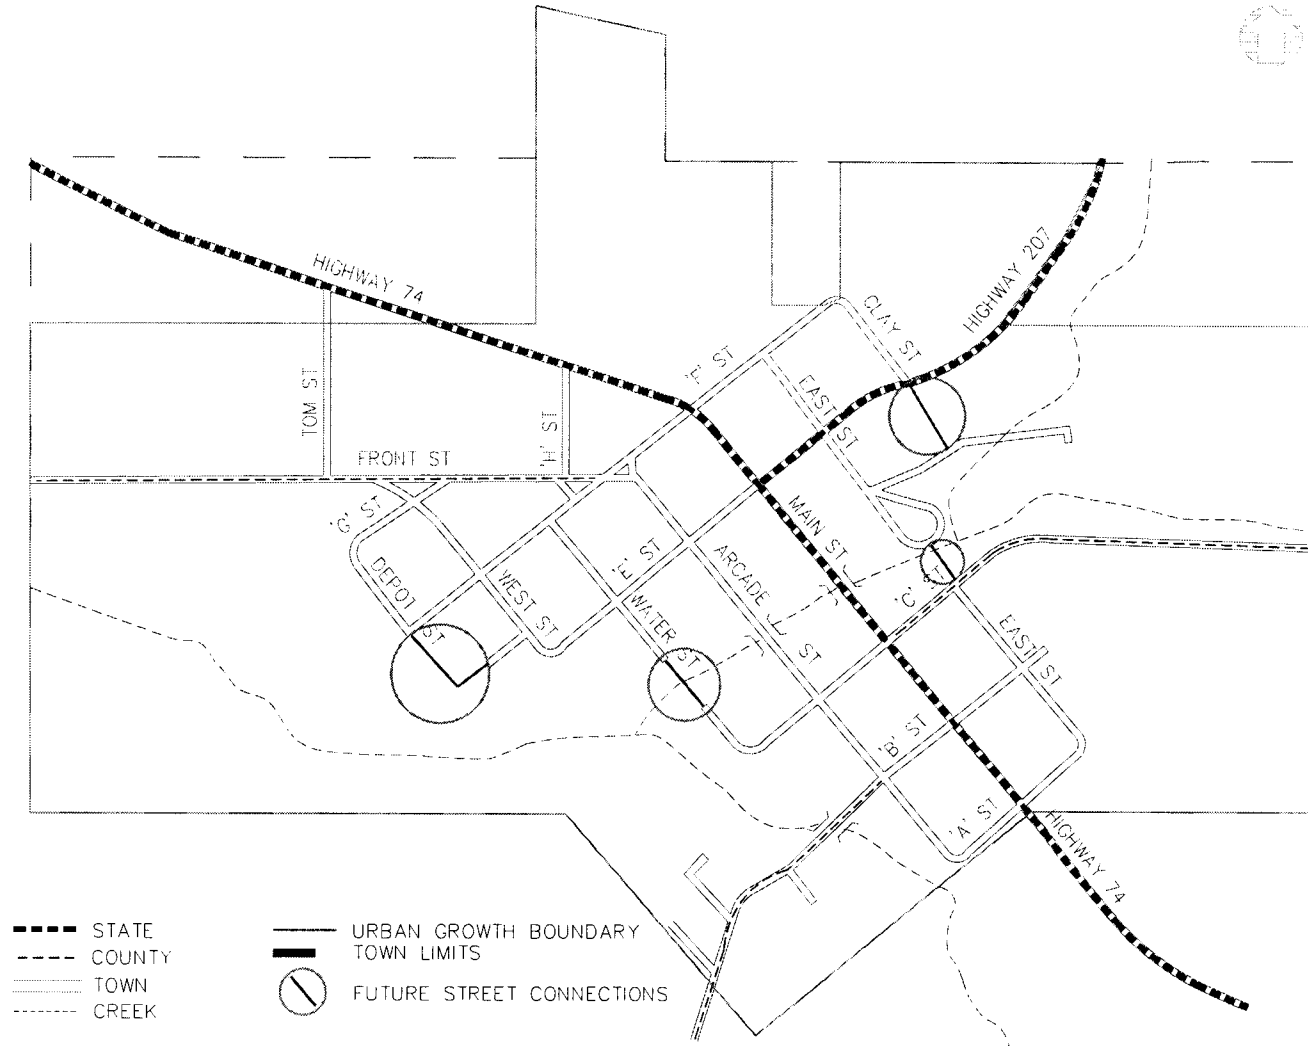 HIGHWAY 74
HIGHWAY 207
CLAY ST
'F' ST
EAST ST
TOM ST
'H' ST
FRONT ST
'G' ST
MAIN ST
'E' ST
ARCADE ST
DEPOT ST
WEST ST
WATER ST
'C'
EAST ST
'B' ST
'A' ST
HIGHWAY 74
STATE
COUNTY
TOWN
CREEK
URBAN GROWTH BOUNDARY
TOWN LIMITS
FUTURE STREET CONNECTIONS